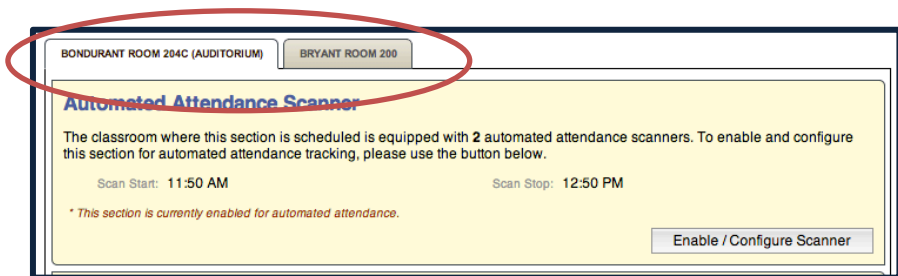 BONDURANT ROOM 204C (AUDITORIUM) BRYANT ROOM 200
Automated Attendance Scanner
The classroom where this section is scheduled is equipped with 2 automated attendance scanners. To enable and configure
this section for automated attendance tracking, please use the button below.
Scan Start: 11:50 AM Scan Stop: 12:50 PM
* This section is currently enabled for automated attendance.
Enable / Configure Scanner